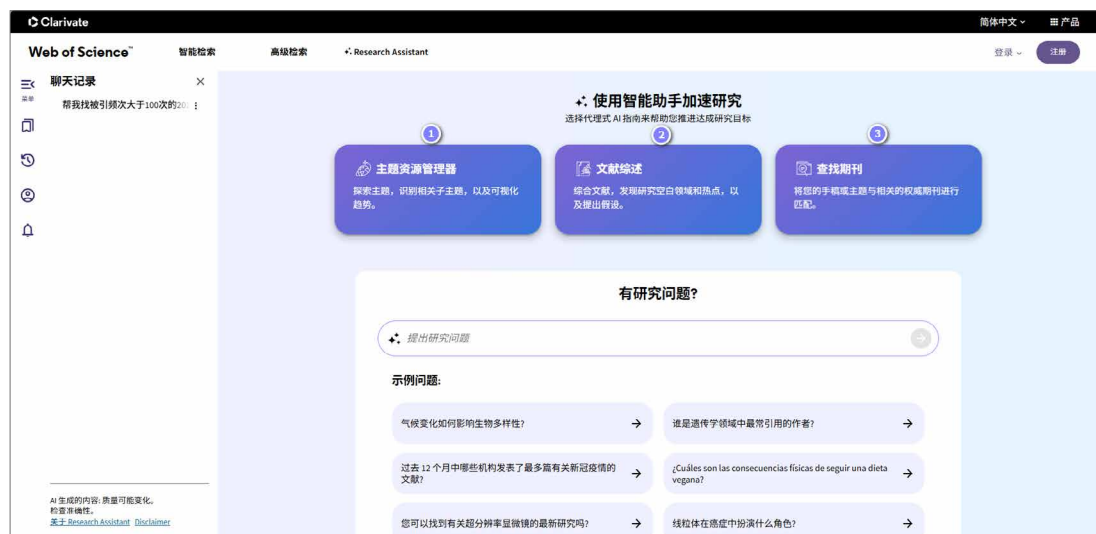 Clarivate
简体中文
产品
Web of Science™
智能检索
高级检索
Research Assistant
登录
注册
菜单
聊天记录
帮我找被引频次大于100次的20
使用智能助手加速研究
选择代理式 AI 指南来帮助您推进达成研究目标
1
2
3
主题资源管理器
探索主题，识别相关子主题，以及可视化
趋势。
文献综述
综合文献，发现研究空白领域和热点，以
及提出假设。
查找期刊
将您的手稿或主题与相关的权威期刊进行
匹配。
有研究问题?
提出研究问题
示例问题:
气候变化如何影响生物多样性?
谁是遗传学领域中最常引用的作者?
过去 12 个月中哪些机构发表了最多篇有关新冠疫情的
文献?
¿Cuáles son las consecuencias físicas de seguir una dieta
vegana?
您可以找到有关超分辨率显微镜的最新研究吗?
线粒体在癌症中扮演什么角色?
AI 生成的内容: 质量可能变化。
检查准确性。
关于 Research Assistant Disclaimer